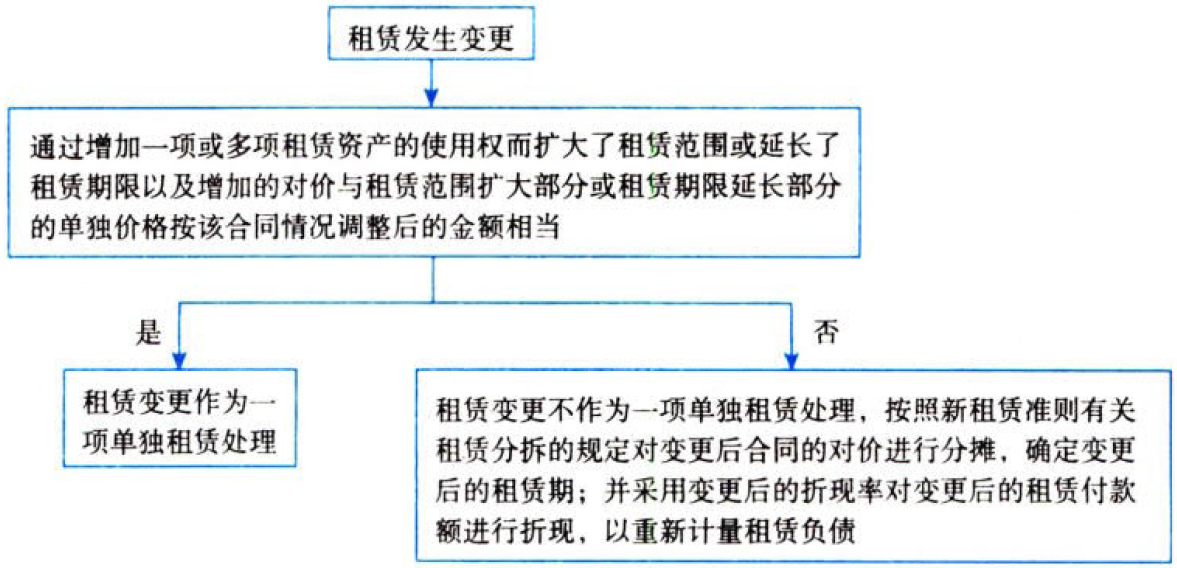 租赁发生变更
通过增加一项或多项租赁资产的使用权而扩大了租赁范围或延长了
租赁期限以及增加的对价与租赁范围扩大部分或租赁期限延长部分
的单独价格按该合同情况调整后的金额相当
是
否
租赁变更作为一
项单独租赁处理
租赁变更不作为一项单独租赁处理，按照新租赁准则有关
租赁分拆的规定对变更后合同的对价进行分摊，确定变更
后的租赁期；并采用变更后的折现率对变更后的租赁付款
额进行折现，以重新计量租赁负债